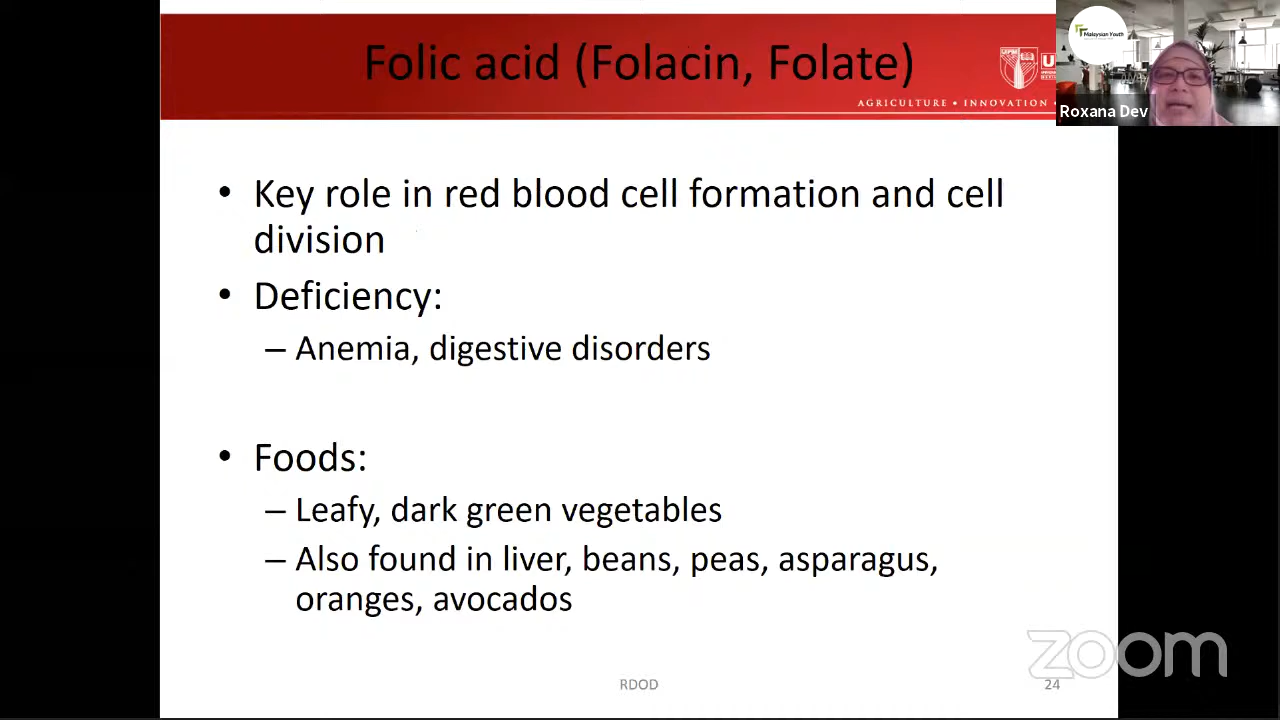 Folic acid (Folacin, Folate)
AGRICULTURE • INNOVATION •
Malaysian Youth
Roxana Dev
• Key role in red blood cell formation and cell
division
• Deficiency:
– Anemia, digestive disorders
• Foods:
– Leafy, dark green vegetables
– Also found in liver, beans, peas, asparagus,
oranges, avocados
zoom
RDOD
24